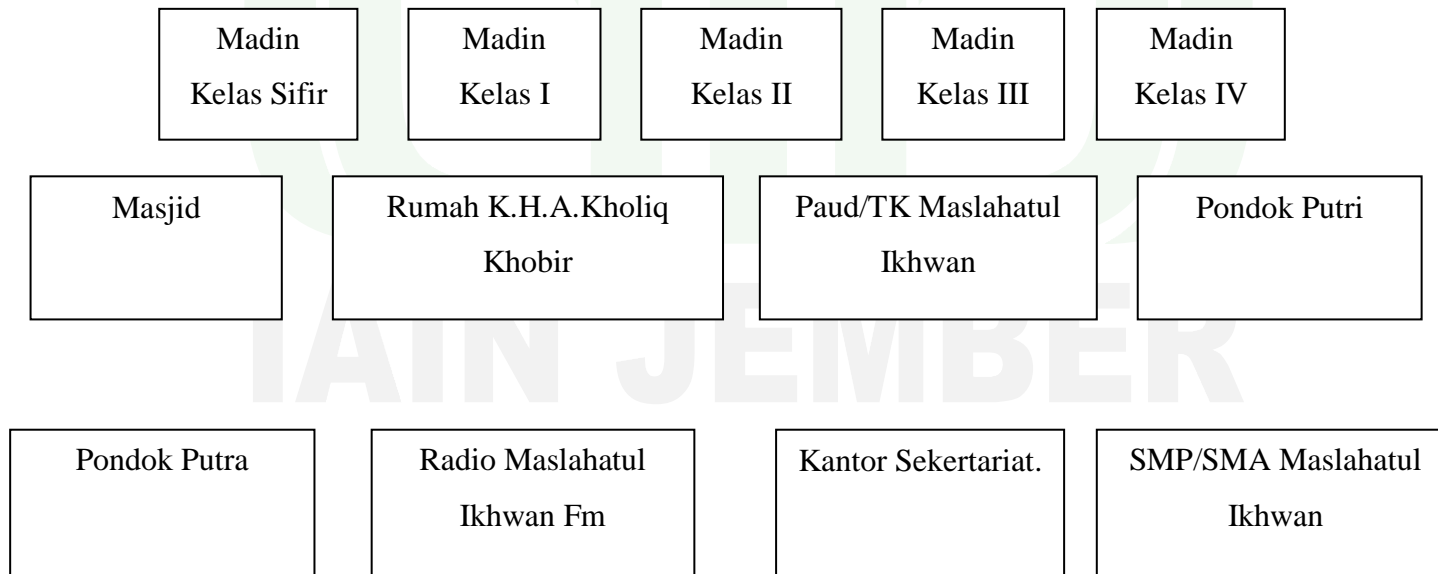 Madin
Kelas Sifir
Madin
Kelas I
Madin
Kelas II
Madin
Kelas III
Madin
Kelas IV
Masjid
Rumah K.H.A.Kholiq
Khobir
Paud/TK Maslahatul
Ikhwan
Pondok Putri
IAIN JEMBER
Pondok Putra
Radio Maslahatul
Ikhwan Fm
Kantor Sekertariat.
SMP/SMA Maslahatul
Ikhwan